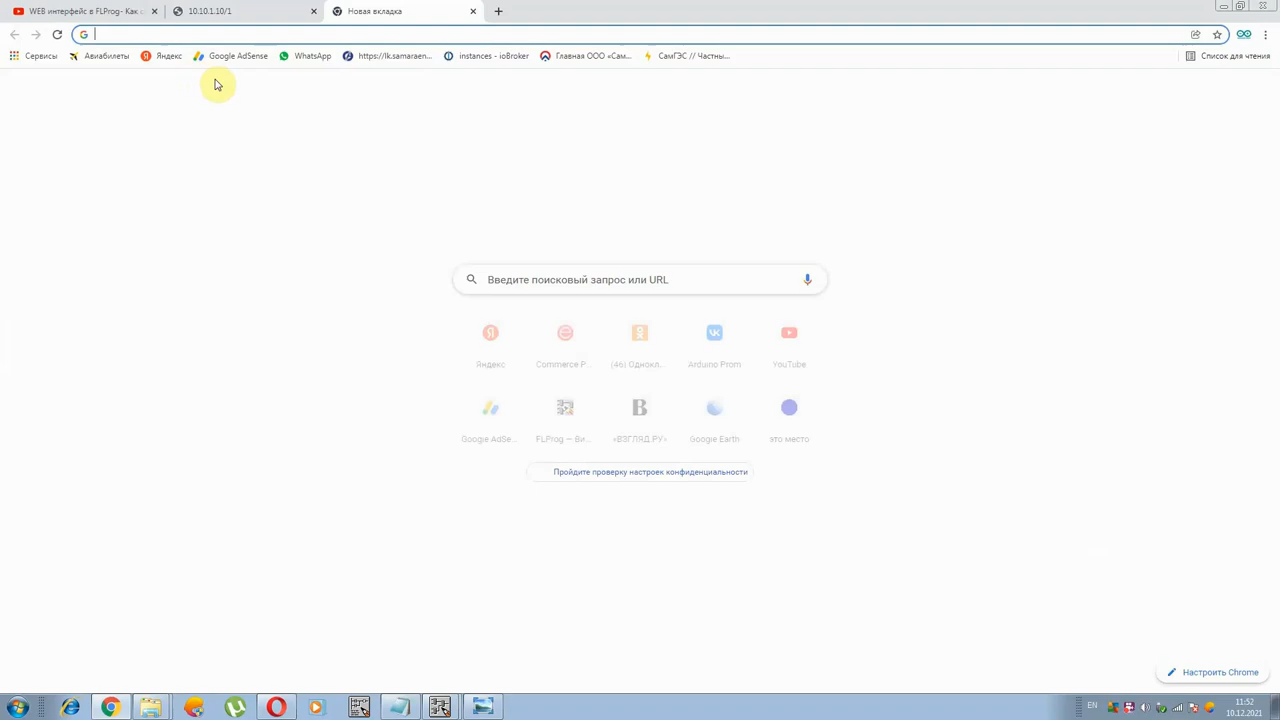 WEB интерфейс в FLProg- Как с
10.10.1.10/1
Новая вкладка
Сервисы
Авиабилеты
Яндекс
Google AdSense
WhatsApp
https://lk.samaraen...
instances - ioBroker
Главная ООО «Сам...
СамГЭС // Частны...
Список для чтения
Введите поисковый запрос или URL
Яндекс
Commerce P...
(46) Однокл...
Arduino Prom
YouTube
Google AdSe...
FLProg — Ви...
«ВЗГЛЯД.РУ»
Google Earth
это место
Пройдите проверку настроек конфиденциальности
Настроить Chrome
EN
11:52
10.12.2021